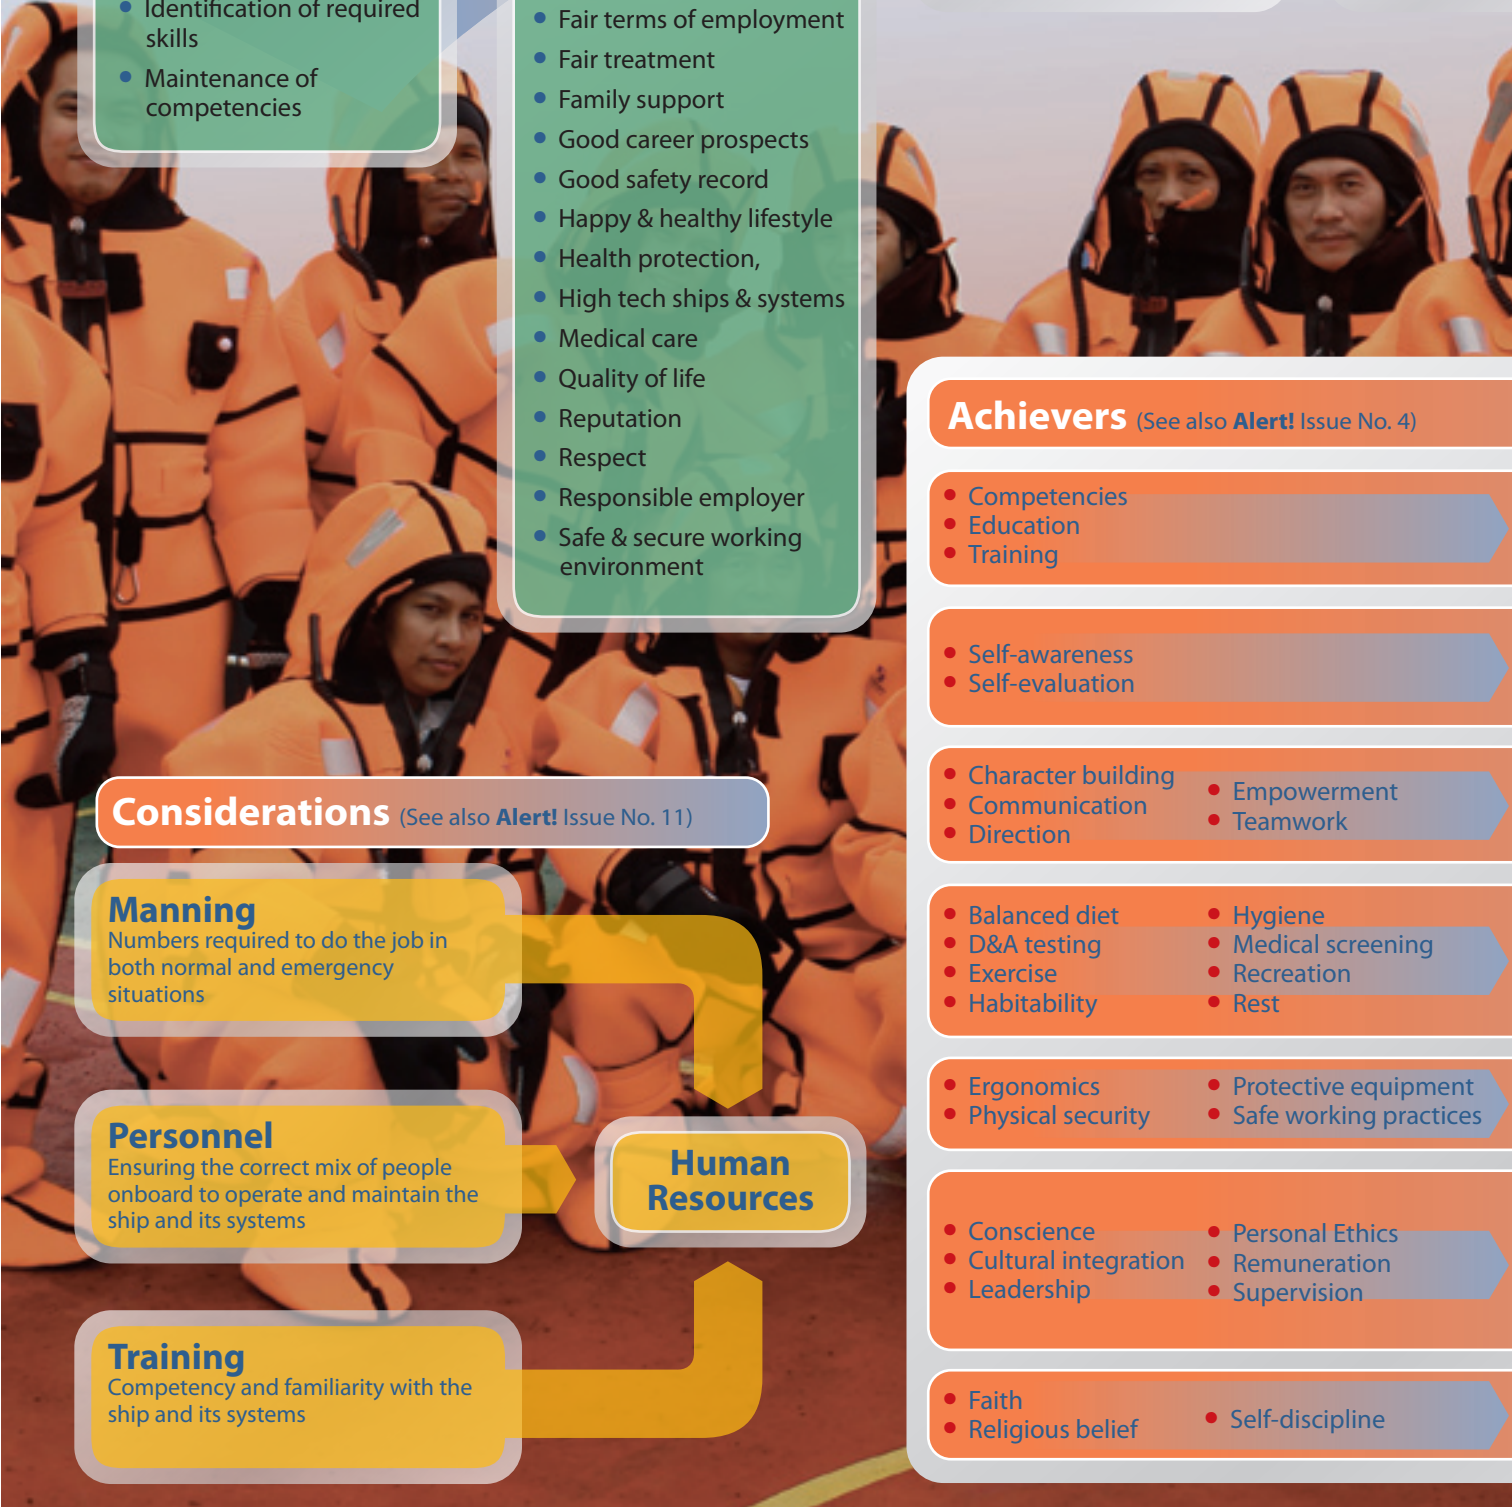 Identification of required
skills
Maintenance of
competencies
Fair terms of employment
Fair treatment
Family support
Good career prospects
Good safety record
Happy & healthy lifestyle
Health protection,
High tech ships & systems
Medical care
Quality of life
Reputation
Respect
Responsible employer
Safe & secure working
environment
Considerations (See also Alert! Issue No. 11)
Manning
Numbers required to do the job in
both normal and emergency
situations
Personnel
Ensuring the correct mix of people
onboard to operate and maintain the
ship and its systems
Training
Competency and familiarity with the
ship and its systems
Human
Resources
Achievers (See also Alert! Issue No. 4)
Competencies
Education
Training
Self-awareness
Self-evaluation
Character building
Communication
Direction
Empowerment
Teamwork
Balanced diet
D&A testing
Exercise
Habitability
Hygiene
Medical screening
Recreation
Rest
Ergonomics
Physical security
Protective equipment
Safe working practices
Conscience
Cultural integration
Leadership
Personal Ethics
Remuneration
Supervision
Faith
Religious belief
Self-discipline